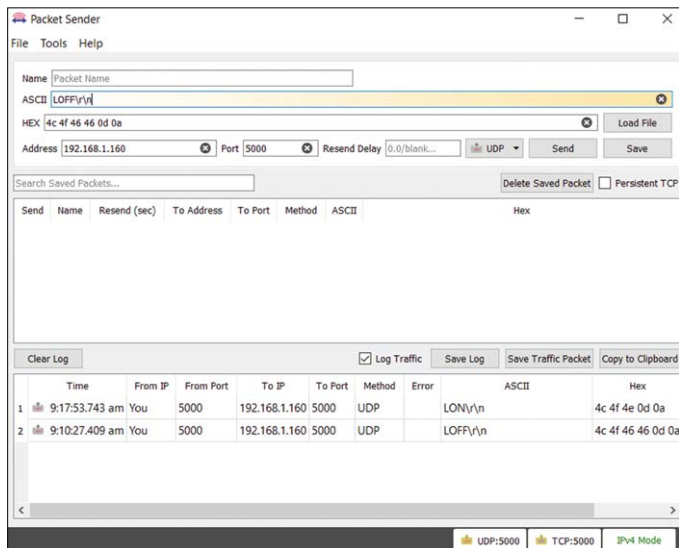 Packet Sender
File Tools Help
Name Packet Name
ASCII LOFF\r\n
HEX 4c 4f 46 46 0d 0a Load File
Address 192.168.1.160 Port 5000 Resend Delay 0.0/blank... UDP Send Save
Search Saved Packets... Delete Saved Packet Persistent TCP
Send Name Resend (sec) To Address To Port Method ASCII Hex
Clear Log Log Traffic Save Log Save Traffic Packet Copy to Clipboard
Time From IP From Port To IP To Port Method Error ASCII Hex
1 9:17:53.743 am You 5000 192.168.1.160 5000 UDP LON\r\n 4c 4f 4e 0d 0a
2 9:10:27.409 am You 5000 192.168.1.160 5000 UDP LOFF\r\n 4c 4f 46 46 0d 0a
UDP:5000 TCP:5000 IPv4 Mode